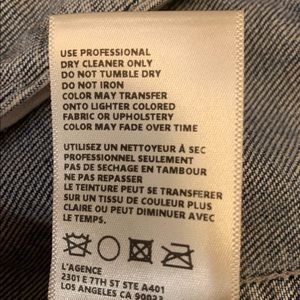 USE PROFESSIONAL
DRY CLEANER ONLY
DO NOT TUMBLE DRY
DO NOT IRON
COLOR MAY TRANSFER
ONTO LIGHTER COLORED
FABRIC OR UPHOLSTERY
COLOR MAY FADE OVER TIME
UTILISEZ UN NETTOYEUR À SEC
PROFESSIONNEL SEULEMENT
PAS DE SECHAGE EN TAMBOUR
NE PAS REPASSER
LE TEINTURE PEUT SE TRANSFERER
SUR UN TISSU DE COULEUR PLUS
CLAIRE OU PEUT DEVENIR CLAIR AVEC
LE TEMPS.
L'AGENCE
2301 E 7TH ST STE A401
LOS ANGELES CA 90023